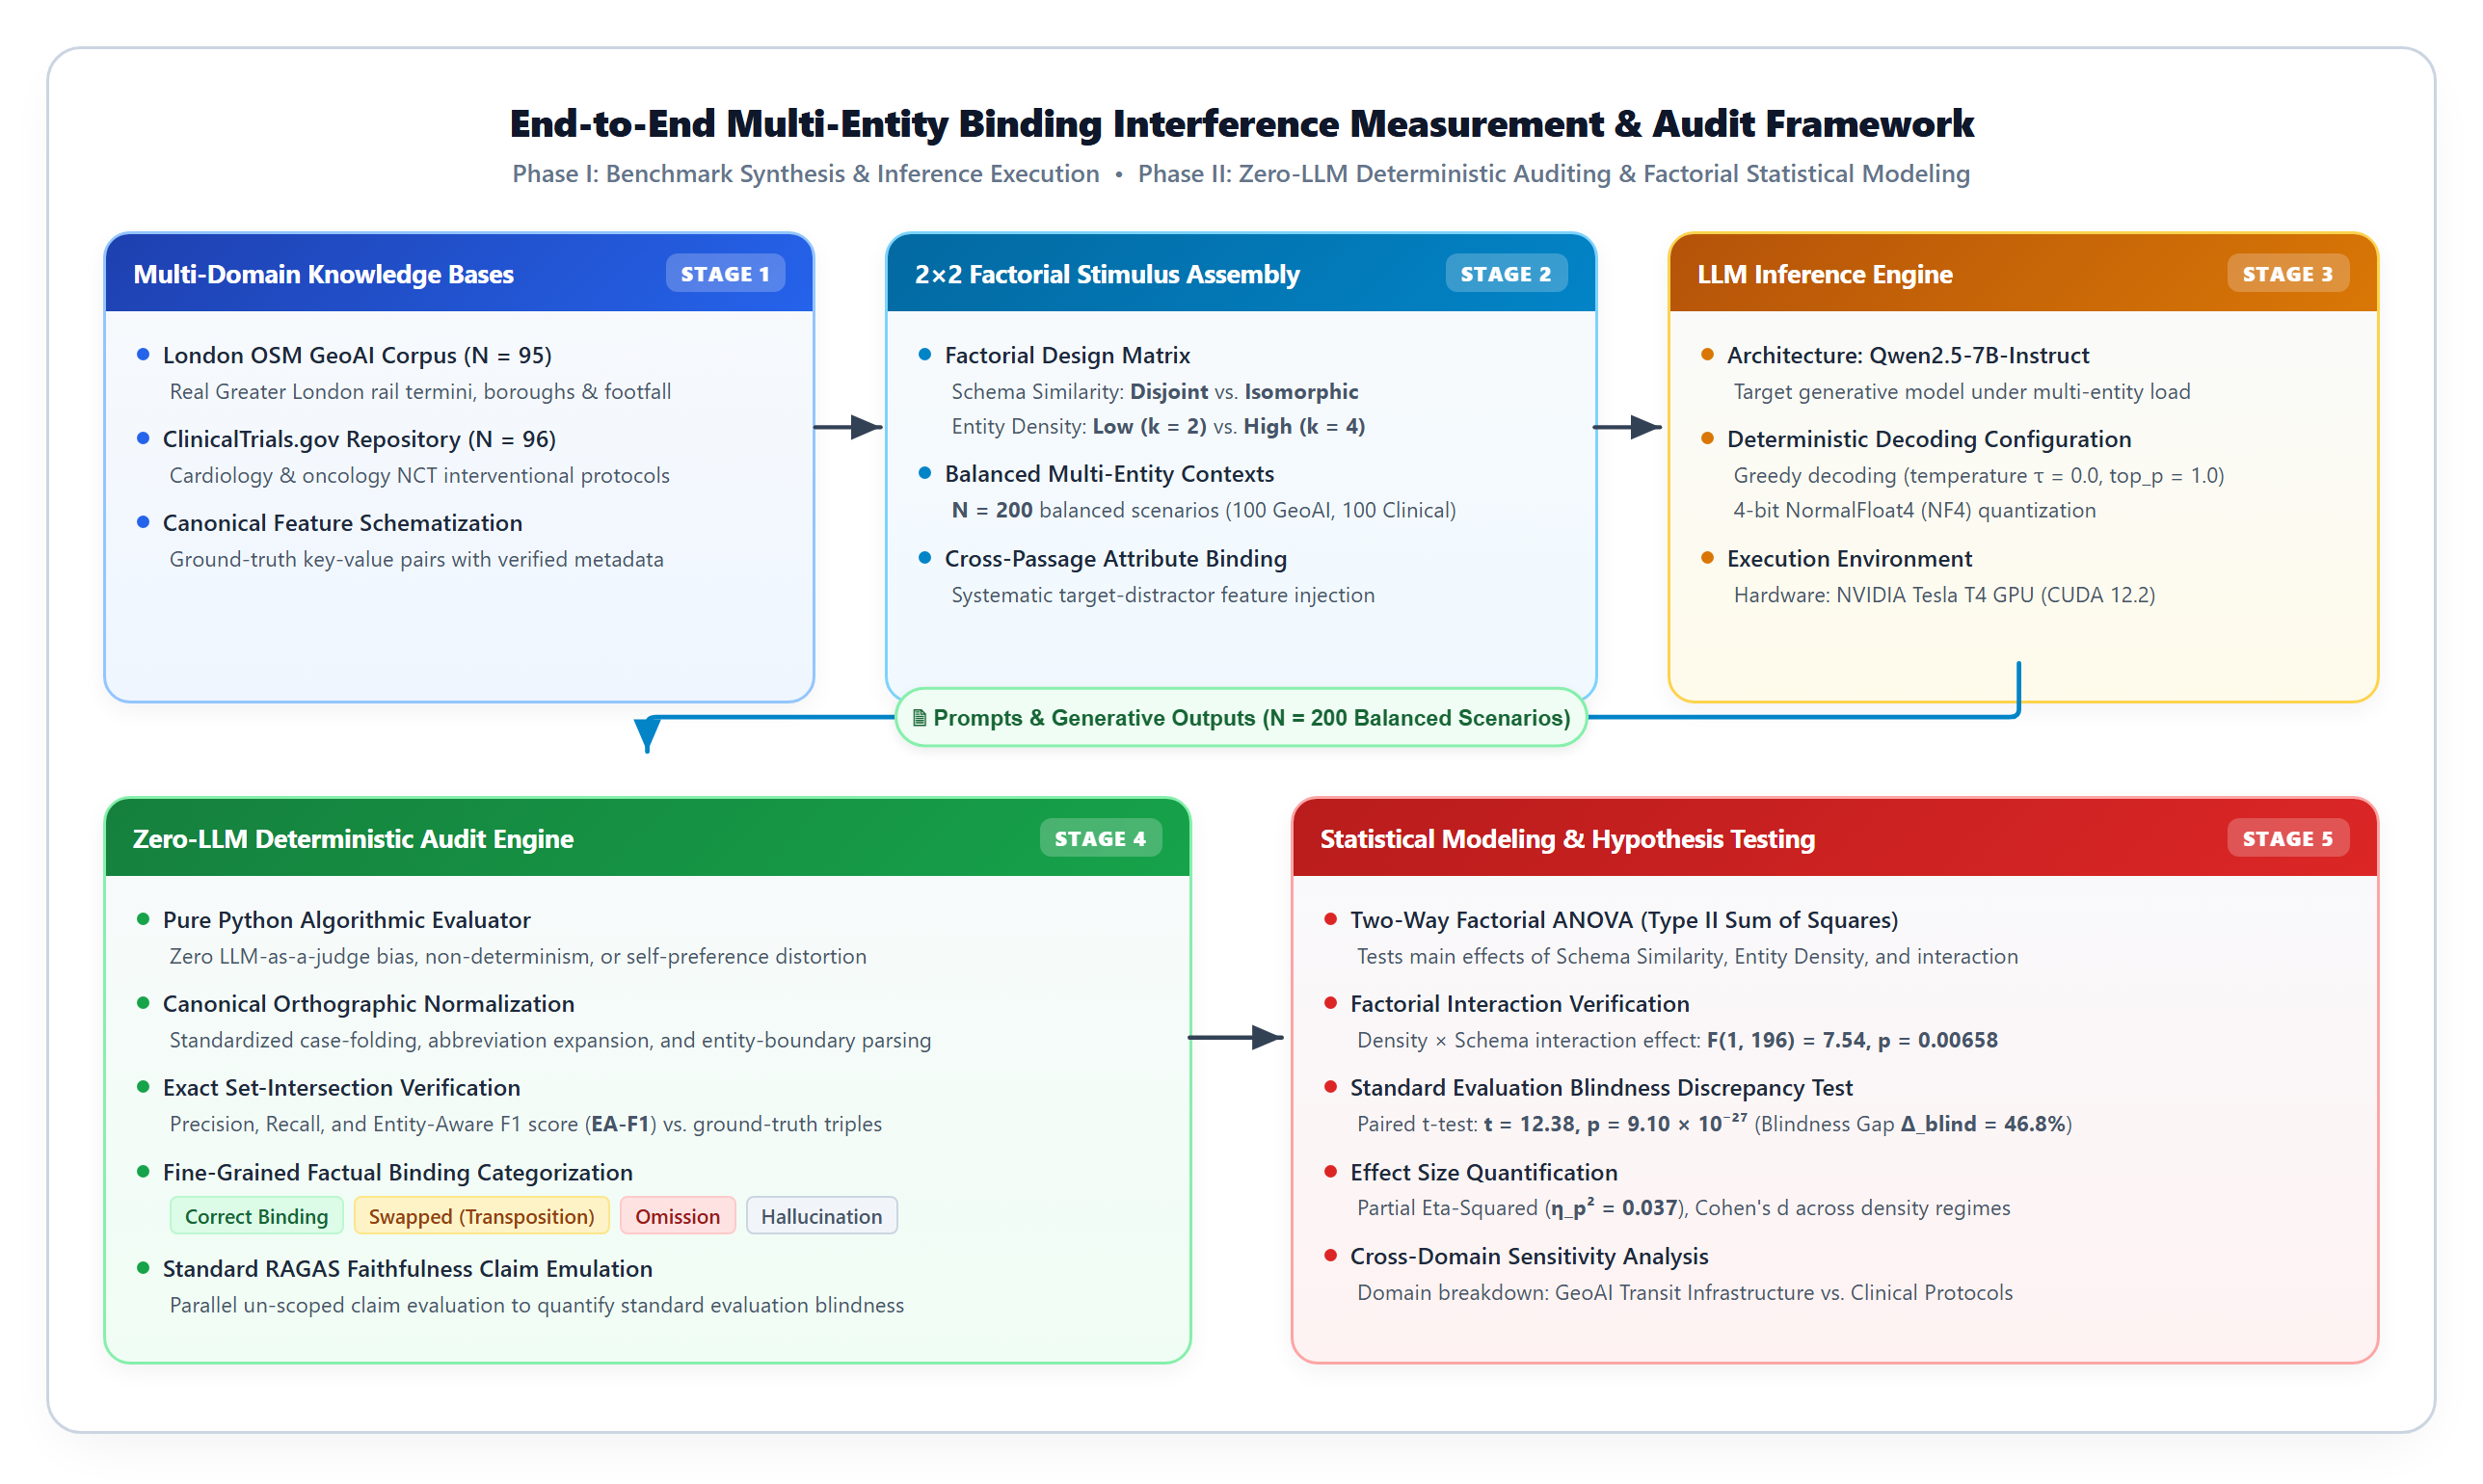 End-to-End Multi-Entity Binding Interference Measurement & Audit Framework
Phase I: Benchmark Synthesis & Inference Execution • Phase II: Zero-LLM Deterministic Auditing & Factorial Statistical Modeling
Multi-Domain Knowledge Bases
STAGE 1
London OSM GeoAI Corpus (N = 95)
Real Greater London rail termini, boroughs & footfall
ClinicalTrials.gov Repository (N = 96)
Cardiology & oncology NCT interventional protocols
Canonical Feature Schematization
Ground-truth key-value pairs with verified metadata
2×2 Factorial Stimulus Assembly
STAGE 2
Factorial Design Matrix
Schema Similarity: Disjoint vs. Isomorphic
Entity Density: Low (k = 2) vs. High (k = 4)
Balanced Multi-Entity Contexts
N = 200 balanced scenarios (100 GeoAI, 100 Clinical)
Cross-Passage Attribute Binding
Systematic target-distractor feature injection
LLM Inference Engine
STAGE 3
Architecture: Qwen2.5-7B-Instruct
Target generative model under multi-entity load
Deterministic Decoding Configuration
Greedy decoding (temperature τ = 0.0, top_p = 1.0)
4-bit NormalFloat4 (NF4) quantization
Execution Environment
Hardware: NVIDIA Tesla T4 GPU (CUDA 12.2)
Prompts & Generative Outputs (N = 200 Balanced Scenarios)
Zero-LLM Deterministic Audit Engine
STAGE 4
Pure Python Algorithmic Evaluator
Zero LLM-as-a-judge bias, non-determinism, or self-preference distortion
Canonical Orthographic Normalization
Standardized case-folding, abbreviation expansion, and entity-boundary parsing
Exact Set-Intersection Verification
Precision, Recall, and Entity-Aware F1 score (EA-F1) vs. ground-truth triples
Fine-Grained Factual Binding Categorization
Correct Binding
Swapped (Transposition)
Omission
Hallucination
Standard RAGAS Faithfulness Claim Emulation
Parallel un-scoped claim evaluation to quantify standard evaluation blindness
Statistical Modeling & Hypothesis Testing
STAGE 5
Two-Way Factorial ANOVA (Type II Sum of Squares)
Tests main effects of Schema Similarity, Entity Density, and interaction
Factorial Interaction Verification
Density × Schema interaction effect: F(1, 196) = 7.54, p = 0.00658
Standard Evaluation Blindness Discrepancy Test
Paired t-test: t = 12.38, p = 9.10 × 10⁻²⁷ (Blindness Gap Δ_blind = 46.8%)
Effect Size Quantification
Partial Eta-Squared (η_p² = 0.037), Cohen's d across density regimes
Cross-Domain Sensitivity Analysis
Domain breakdown: GeoAI Transit Infrastructure vs. Clinical Protocols